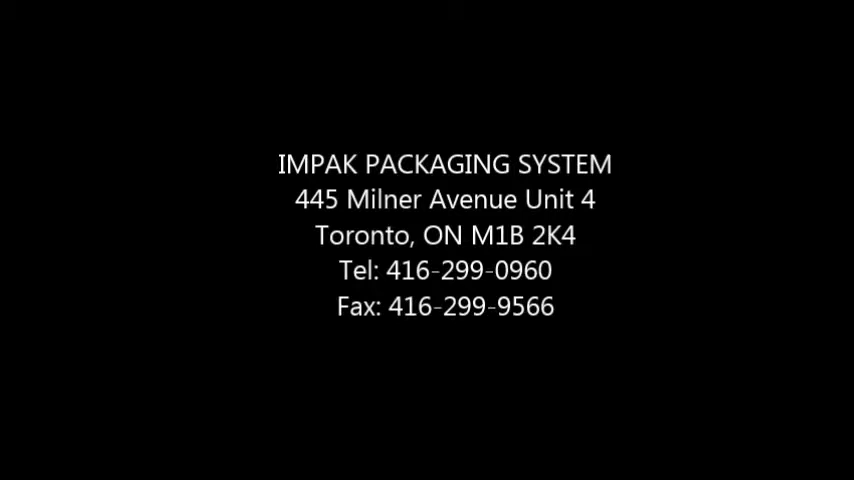 IMPAK PACKAGING SYSTEM
445 Milner Avenue Unit 4
Toronto, ON M1B 2K4
Tel: 416-299-0960
Fax: 416-299-9566